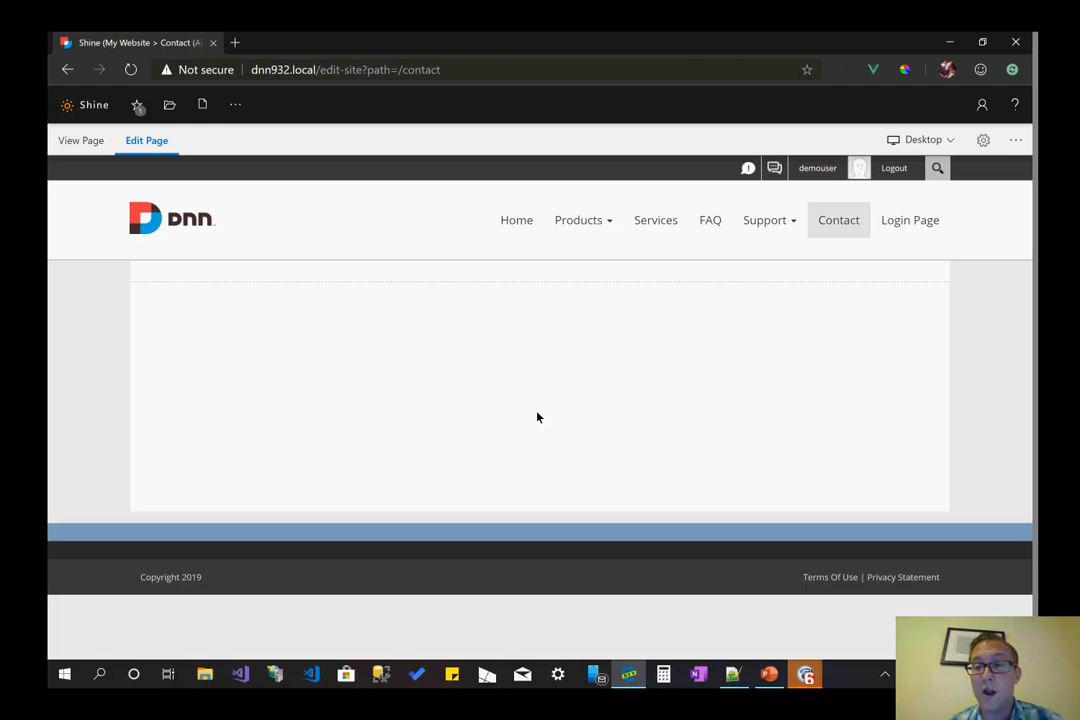 Shine (My Website > Contact (A
Not secure | dnn932.local/edit-site?path=/contact
Shine
1
View Page
Edit Page
Desktop
demouser
Logout
DNN
Home
Products
Services
FAQ
Support
Contact
Login Page
Copyright 2019
Terms Of Use | Privacy Statement